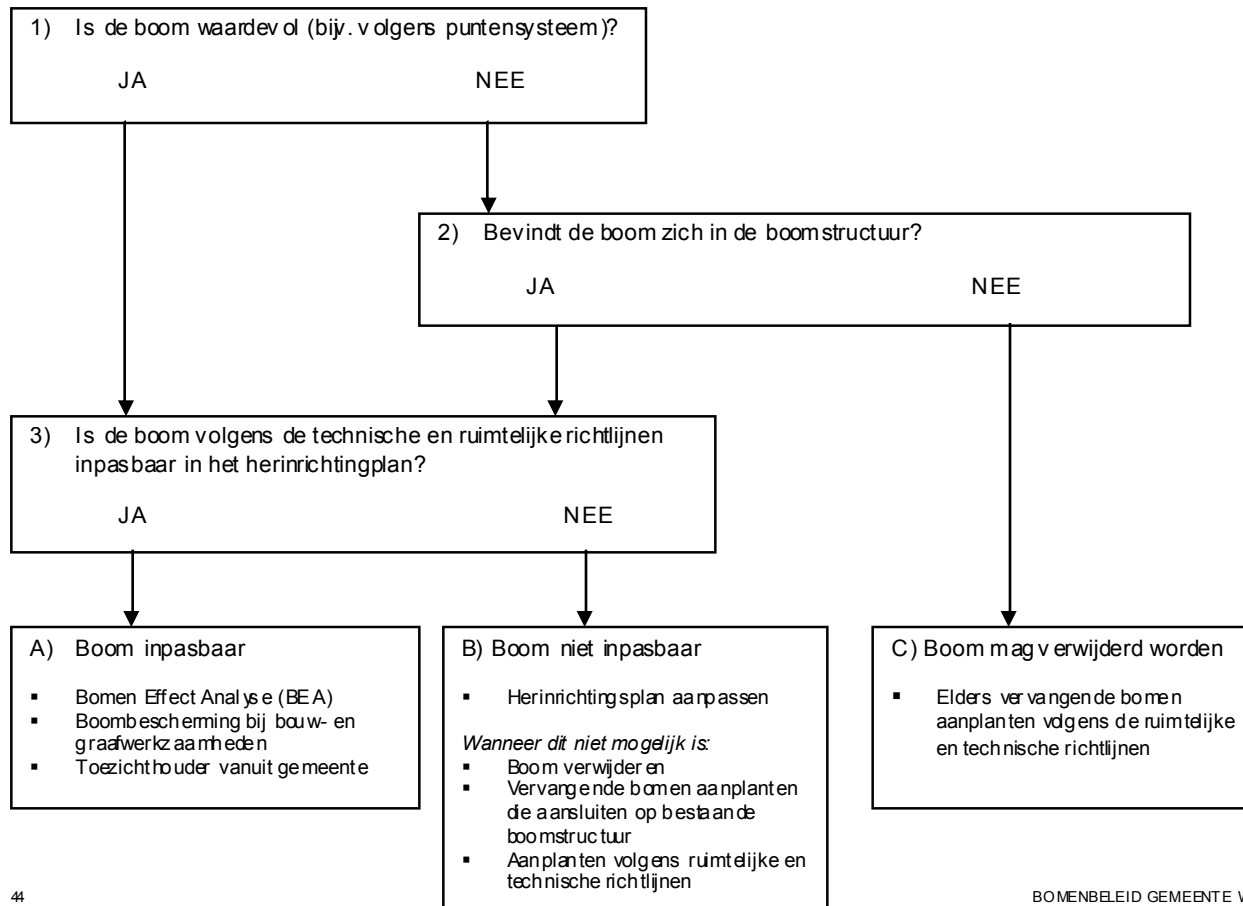 1) Is de boom waardevol (bijv. volgens puntensysteem)?
JA NEE
2) Bevindt de boom zich in de boomstructuur?
JA NEE
3) Is de boom volgens de technische en ruimtelijke richtlijnen
inpasbaar in het herinrichtingplan?
JA NEE
A) Boom inpasbaar
▪ Bomen Effect Analyse (BEA)
▪ Boombescherming bij bouw- en
graafwerkzaamheden
▪ Toezichthouder vanuit gemeente
B) Boom niet inpasbaar
▪ Herinrichtingsplan aanpassen
Wanneer dit niet mogelijk is:
▪ Boom verwijderen
▪ Vervangende bomen aanplanten
die aansluiten op bestaande
boomstructuur
▪ Aanplanten volgens ruimtelijke en
technische richtlijnen
C) Boom mag verwijderd worden
▪ Elders vervangende bomen
aanplanten volgens de ruimtelijke
en technische richtlijnen
44
BOMENBELEID GEMEENTE